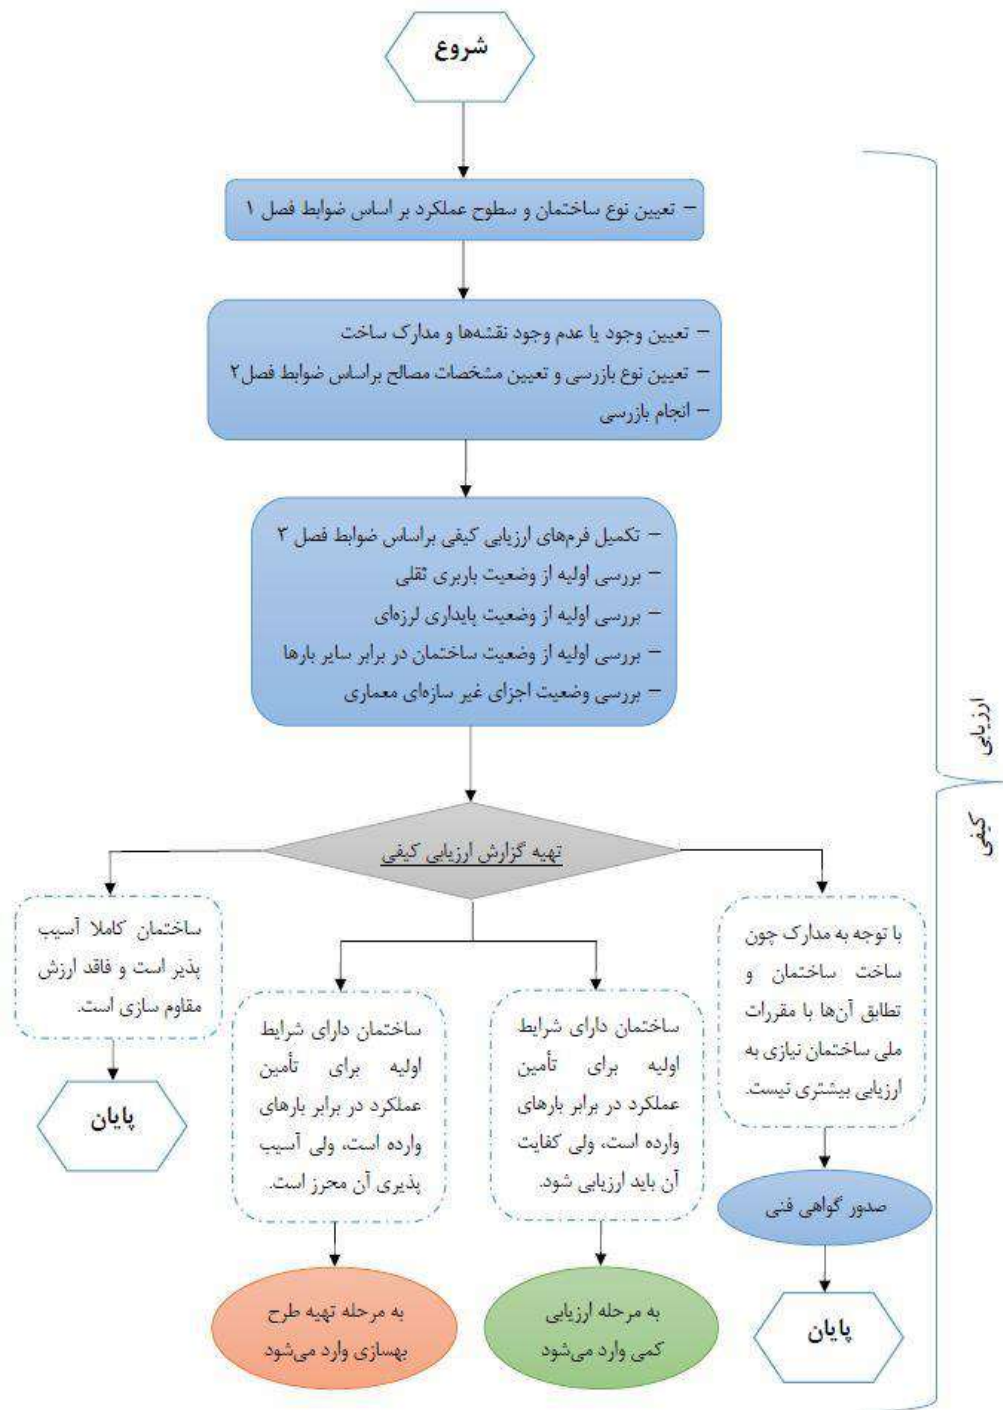 شروع
– تعیین نوع ساختمان و سطوح عملکرد بر اساس ضوابط فصل ۱
– تعیین وجود یا عدم وجود نقشه‌ها و مدارک ساخت
– تعیین نوع بازرسی و تعیین مشخصات مصالح براساس ضوابط فصل۲
– انجام بازرسی
– تکمیل فرم‌های ارزیابی کیفی براساس ضوابط فصل ۳
– بررسی اولیه از وضعیت باربری ثقلی
– بررسی اولیه از وضعیت پایداری لرزه‌ای
– بررسی اولیه از وضعیت ساختمان در برابر سایر بارها
– بررسی وضعیت اجزای غیر سازه‌ای معماری
ارزیابی
کیفی
تهیه گزارش ارزیابی کیفی
با توجه به مدارک چون
ساخت ساختمان و
تطابق آن‌ها با مقررات
ملی ساختمان نیازی به
ارزیابی بیشتری نیست.
صدور گواهی فنی
پایان
ساختمان دارای شرایط
اولیه برای تأمین
عملکرد در برابر بارهای
وارده است، ولی کفایت
آن باید ارزیابی شود.
به مرحله ارزیابی
کمی وارد می‌شود
ساختمان دارای شرایط
اولیه برای تأمین
عملکرد در برابر بارهای
وارده است، ولی آسیب
پذیری آن محرز است.
به مرحله تهیه طرح
بهسازی وارد می‌شود
ساختمان کاملا آسیب
پذیر است و فاقد ارزش
مقاوم سازی است.
پایان